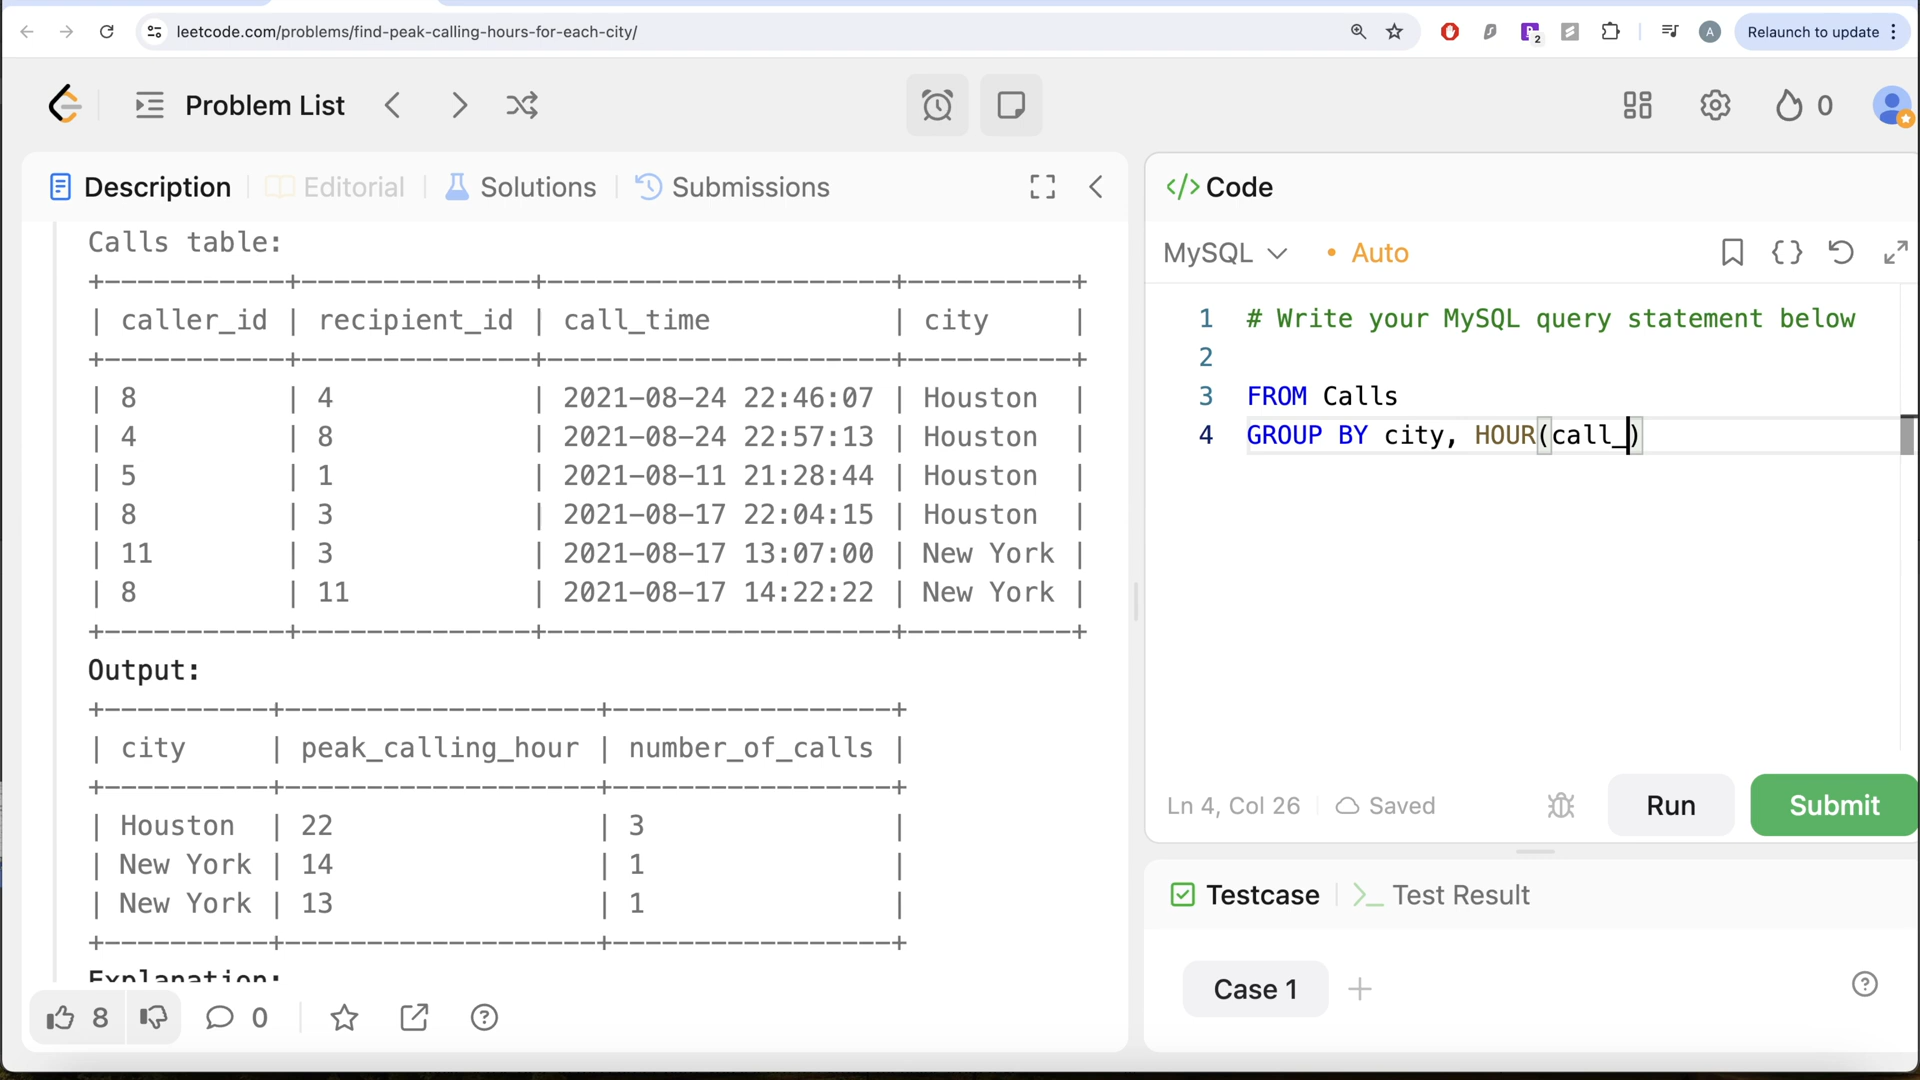 leetcode.com/problems/find-peak-calling-hours-for-each-city/
2
A
Relaunch to update
Problem List
0
Description
Editorial
Solutions
Submissions
Calls table:
+------------+---------------+----------------------+----------+
| caller_id | recipient_id | call_time | city |
+------------+---------------+----------------------+----------+
| 8 | 4 | 2021-08-24 22:46:07 | Houston |
| 4 | 8 | 2021-08-24 22:57:13 | Houston |
| 5 | 1 | 2021-08-11 21:28:44 | Houston |
| 8 | 3 | 2021-08-17 22:04:15 | Houston |
| 11 | 3 | 2021-08-17 13:07:00 | New York |
| 8 | 11 | 2021-08-17 14:22:22 | New York |
+------------+---------------+----------------------+----------+
Output:
+-----------+--------------------+------------------+
| city | peak_calling_hour | number_of_calls |
+-----------+--------------------+------------------+
| Houston | 22 | 3 |
| New York | 14 | 1 |
| New York | 13 | 1 |
+-----------+--------------------+------------------+
Explanation:
8
0
</> Code
MySQL
• Auto
1 # Write your MySQL query statement below
2
3 FROM Calls
4 GROUP BY city, HOUR(call_)
Ln 4, Col 26
Saved
Run
Submit
Testcase
>_ Test Result
Case 1
+